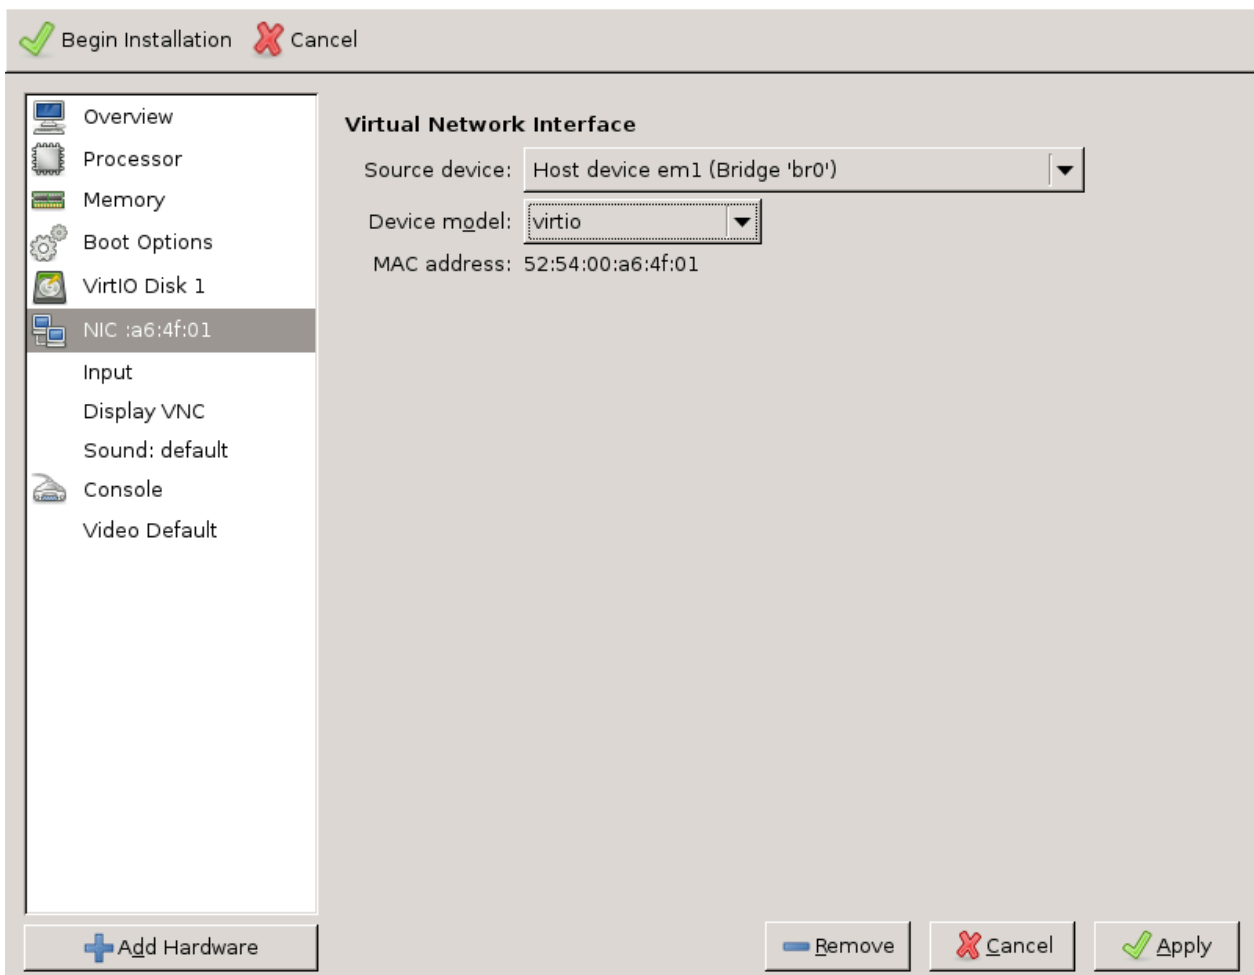 Begin Installation Cancel
Overview
Processor
Memory
Boot Options
VirtIO Disk 1
NIC :a6:4f:01
Input
Display VNC
Sound: default
Console
Video Default
Add Hardware
Virtual Network Interface
Source device: Host device em1 (Bridge 'br0')
Device model: virtio
MAC address: 52:54:00:a6:4f:01
Remove Cancel Apply